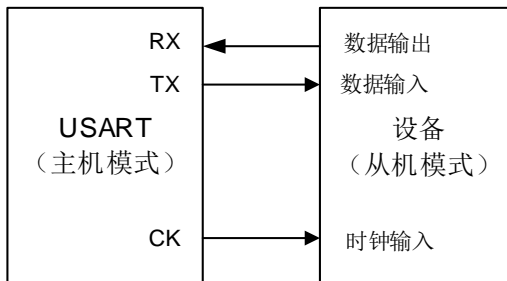 RX 数据输出
TX 数据输入
USART 设备
（主机模式） （从机模式）
CK 时钟输入